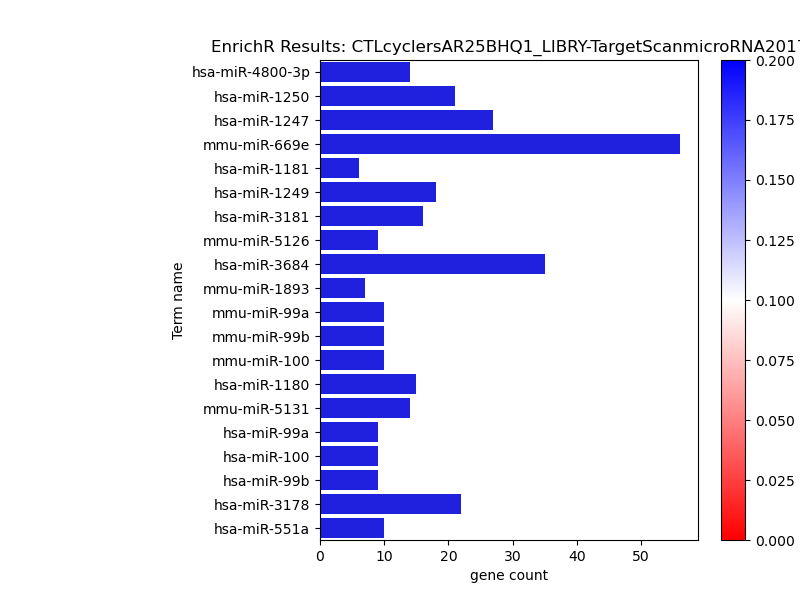 EnrichR Results: CTLcyclersAR25BHQ1_LIBRY-TargetScanmicroRNA2017
hsa-miR-4800-3p
hsa-miR-1250
hsa-miR-1247
mmu-miR-669e
hsa-miR-1181
hsa-miR-1249
hsa-miR-3181
mmu-miR-5126
hsa-miR-3684
mmu-miR-1893
mmu-miR-99a
mmu-miR-99b
mmu-miR-100
hsa-miR-1180
mmu-miR-5131
hsa-miR-99a
hsa-miR-100
hsa-miR-99b
hsa-miR-3178
hsa-miR-551a
Term name
0 10 20 30 40 50
gene count
0.200
0.175
0.150
0.125
0.100
0.075
0.050
0.025
0.000